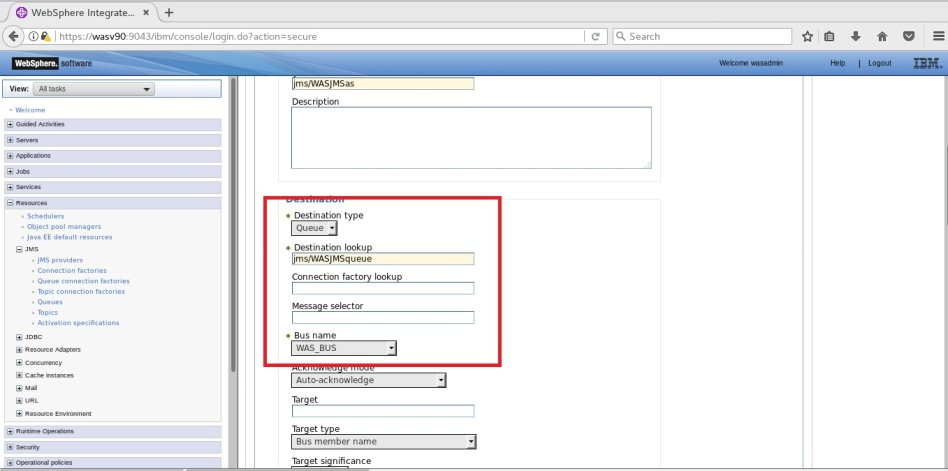 WebSphere Integrate...
https://wasv90:9043/ibm/console/login.do?action=secure
Search
WebSphere. software
Welcome wasadmin
Help | Logout
IBM.
View: All tasks
Welcome
Guided Activities
Servers
Applications
Jobs
Services
Resources
Schedulers
Object pool managers
Java EE default resources
JMS
JMS providers
Connection factories
Queue connection factories
Topic connection factories
Queues
Topics
Activation specifications
JDBC
Resource Adapters
Concurrency
Cache instances
Mail
URL
Resource Environment
Runtime Operations
Security
Operational policies
jms/WASJMSas
Description
Destination
Destination type
Queue
Destination lookup
jms/WASJMSqueue
Connection factory lookup
Message selector
Bus name
WAS_BUS
Acknowledge mode
Auto-acknowledge
Target
Target type
Bus member name
Target significance